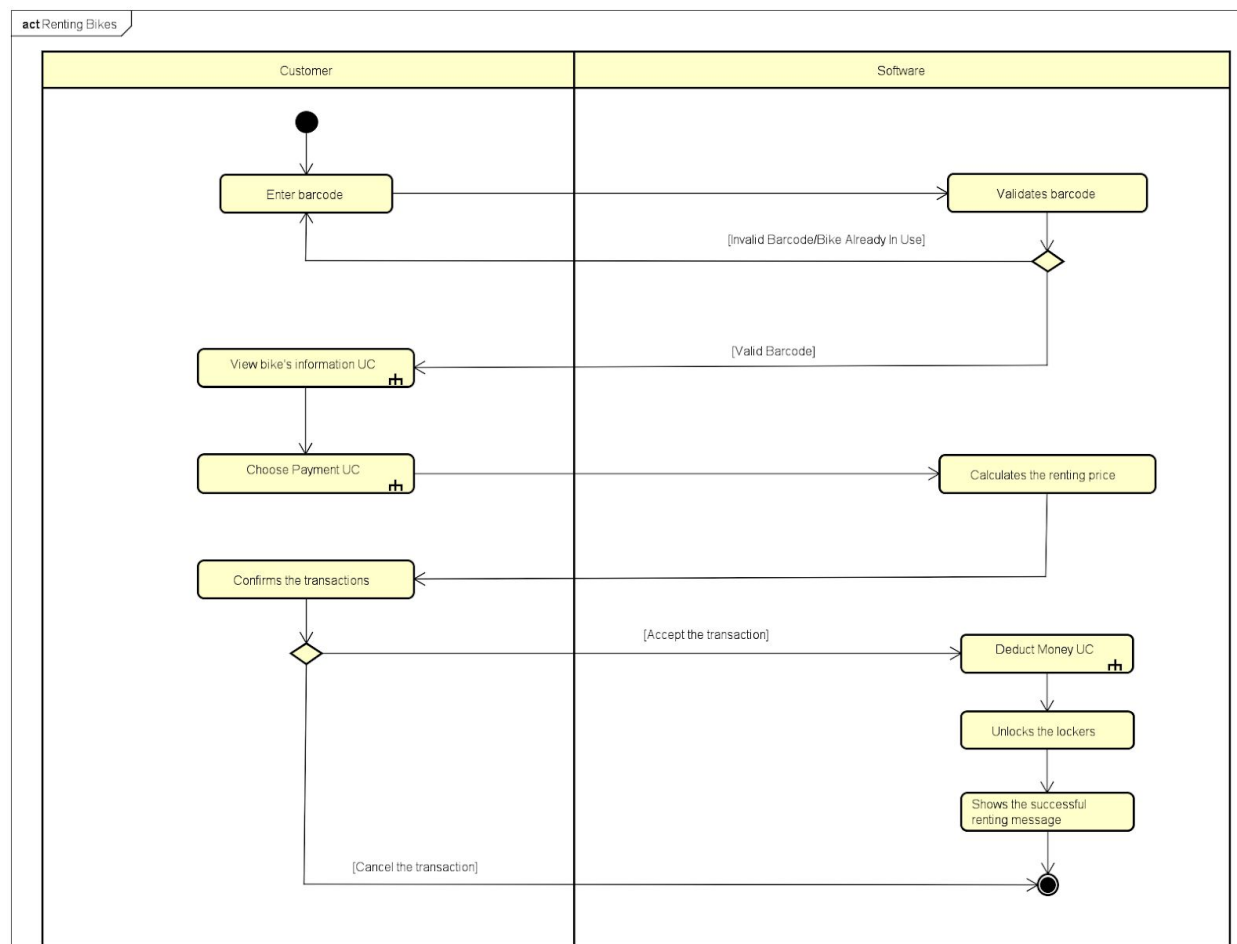 act Renting Bikes
Customer
Software
Enter barcode
Validates barcode
[Invalid Barcode/Bike Already In Use]
[Valid Barcode]
View bike's information UC
Choose Payment UC
Calculates the renting price
Confirms the transactions
[Accept the transaction]
Deduct Money UC
Unlocks the lockers
Shows the successful
renting message
[Cancel the transaction]